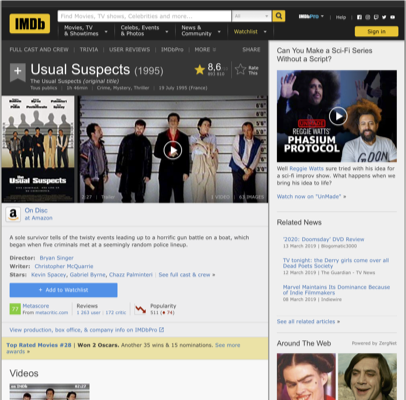 IMDb
Find Movies, TV shows, Celebrities and more...
All
IMDbPro
Help
Movies, TV & Showtimes
Celebs, Events & Photos
News & Community
Watchlist
Sign in
FULL CAST AND CREW | TRIVIA | USER REVIEWS | IMDbPro | MORE
SHARE
Usual Suspects (1995)
The Usual Suspects (original title)
8,6
Rate This
Tous publics | 1h 46min | Crime, Mystery, Thriller | 19 July 1995 (France)
The Usual Suspects
2:27 | Trailer
2 VIDEO | 62 IMAGES
On Disc
at Amazon
A sole survivor tells of the twisty events leading up to a horrific gun battle on a boat, which
began when five criminals met at a seemingly random police lineup.
Director: Bryan Singer
Writer: Christopher McQuarrie
Stars: Kevin Spacey, Gabriel Byrne, Chazz Palminteri | See full cast & crew »
+ Add to Watchlist
77
Metascore
From metacritic.com
Reviews
1 263 user | 172 critic
Popularity
511 (74)
View production, box office, & company info on IMDbPro
Top Rated Movies #28 | Won 2 Oscars. Another 35 wins & 15 nominations. See more
awards »
Videos
Can You Make a Sci-Fi Series
Without a Script?
REGGIE WATTS'
PHASIUM
PROTOCOL
Well Reggie Watts sure tried with his idea
for a sci-fi improv show. What happens when
we bring his idea to life?
Watch now on "UnMade" »
Related News
'2020: Doomsday' DVD Review
13 March 2019 | Blogomatic3000
TV tonight: the Derry girls come over all
Dead Poets Society
12 March 2019 | The Guardian - TV News
Marvel Maintains Its Dominance Because
of Indie Filmmakers
08 March 2019 | Indiewire
See all related articles »
Around The Web
Powered by ZergNet